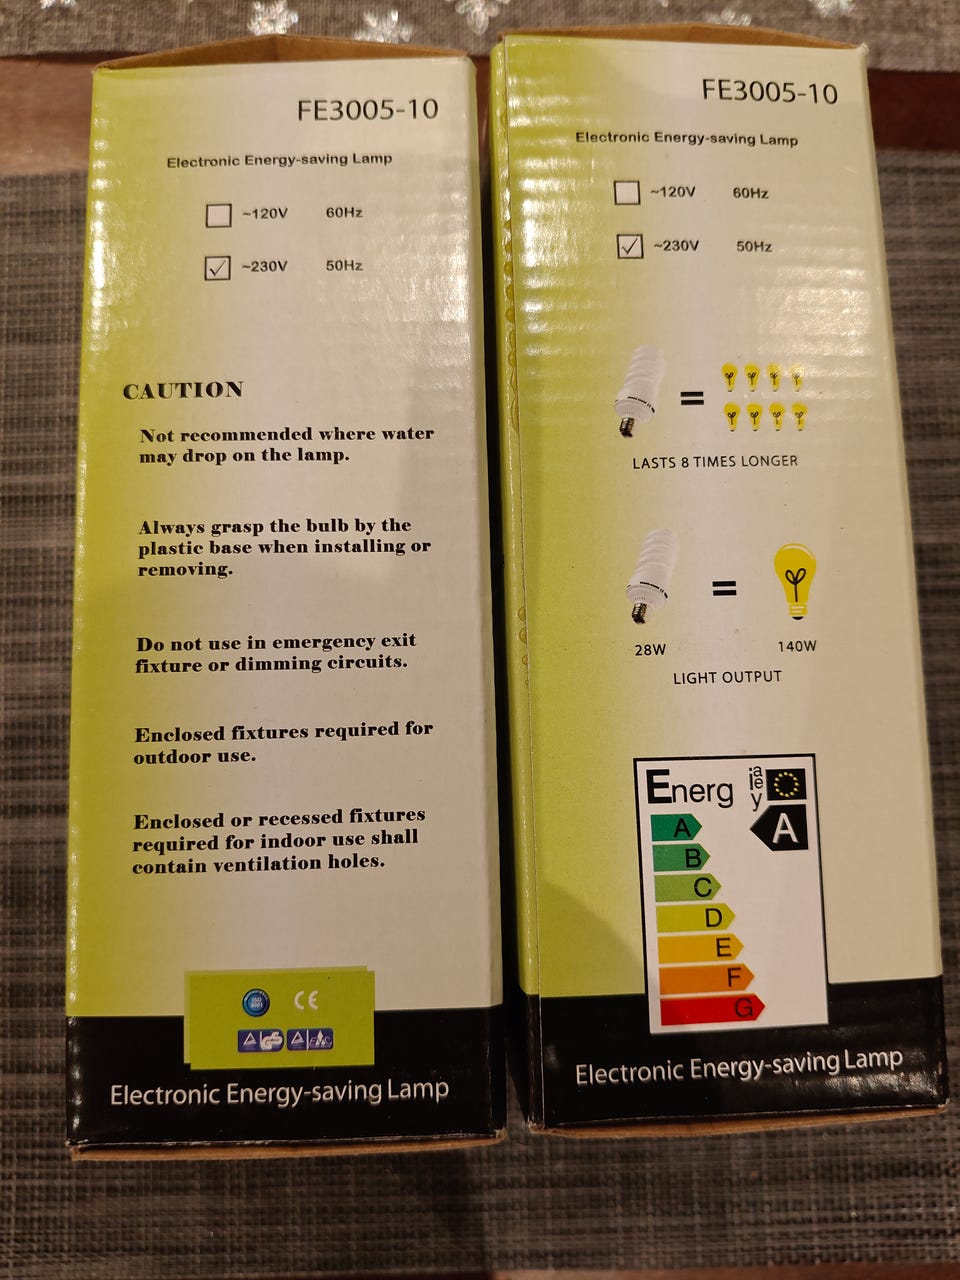 FE3005-10
Electronic Energy-saving Lamp
~120V 60Hz
~230V 50Hz
CAUTION
Not recommended where water
may drop on the lamp.
Always grasp the bulb by the
plastic base when installing or
removing.
Do not use in emergency exit
fixture or dimming circuits.
Enclosed fixtures required for
outdoor use.
Enclosed or recessed fixtures
required for indoor use shall
contain ventilation holes.
ISO
9001
CE
Electronic Energy-saving Lamp
FE3005-10
Electronic Energy-saving Lamp
~120V 60Hz
~230V 50Hz
=
LASTS 8 TIMES LONGER
=
28W 140W
LIGHT OUTPUT
Energ
A
A
B
C
D
E
F
G
Electronic Energy-saving Lamp